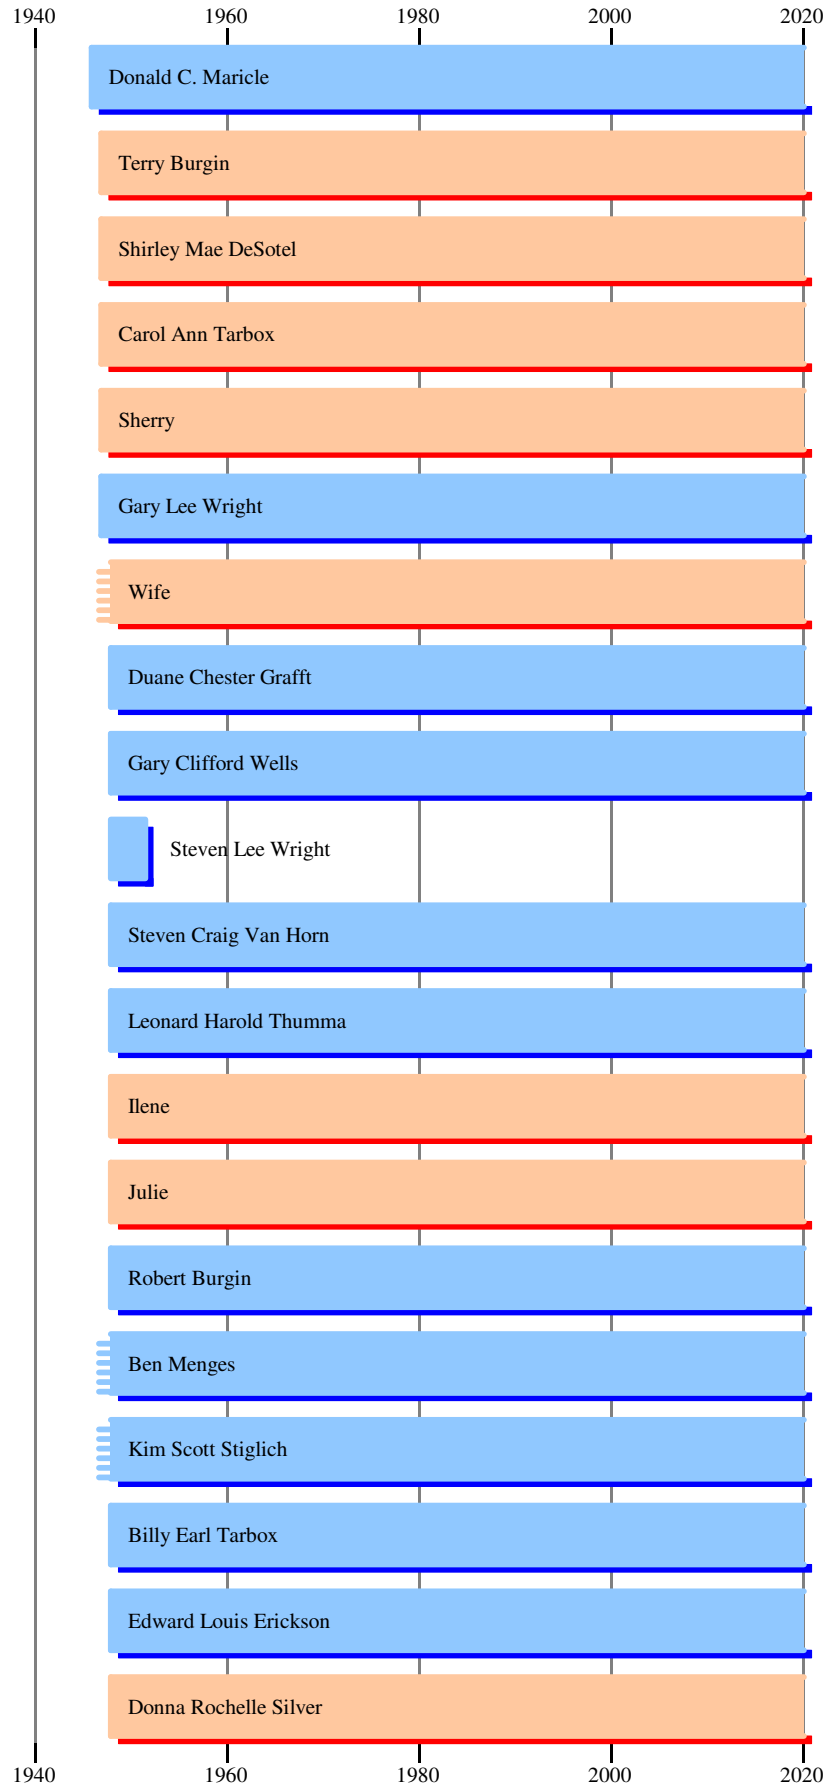 1940 1960 1980 2000 2020
Donald C. Maricle
Terry Burgin
Shirley Mae DeSotel
Carol Ann Tarbox
Sherry
Gary Lee Wright
Wife
Duane Chester Grafft
Gary Clifford Wells
Steven Lee Wright
Steven Craig Van Horn
Leonard Harold Thumma
Ilene
Julie
Robert Burgin
Ben Menges
Kim Scott Stiglich
Billy Earl Tarbox
Edward Louis Erickson
Donna Rochelle Silver
1940 1960 1980 2000 2020